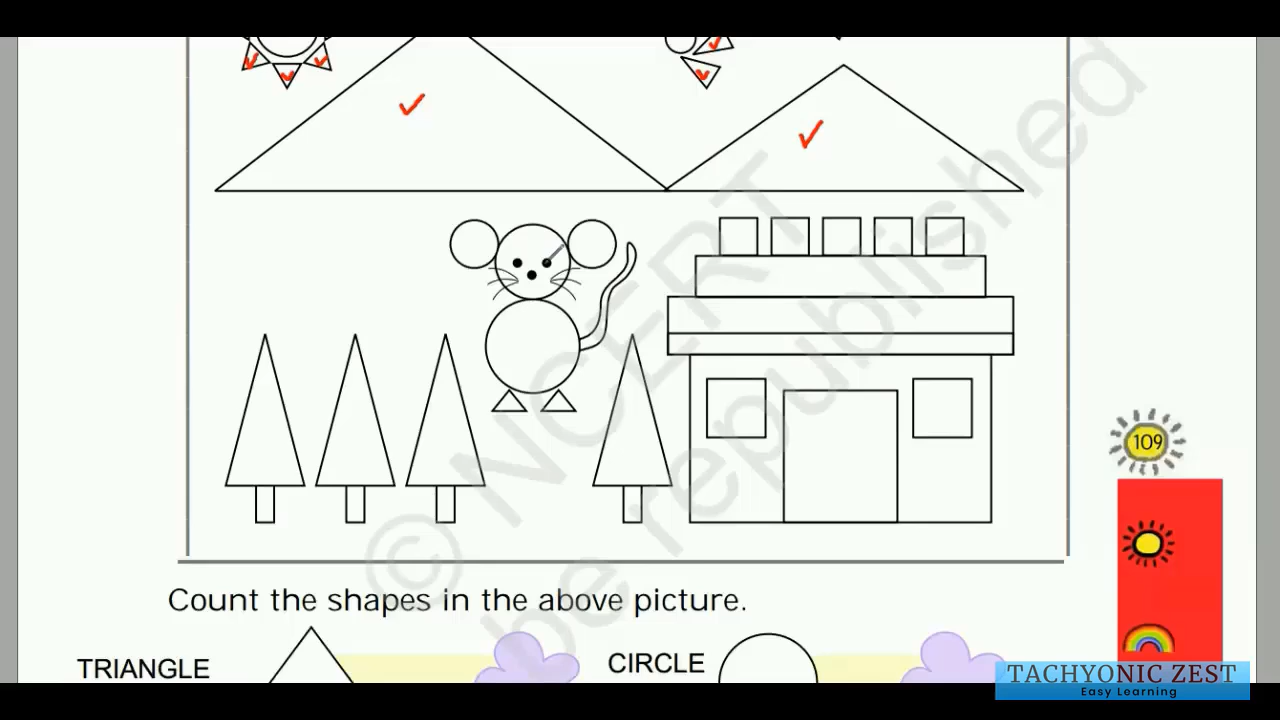 © NCERT
be republished
109
Count the shapes in the above picture.
TRIANGLE
CIRCLE
TACHYONIC ZEST
Easy Learning